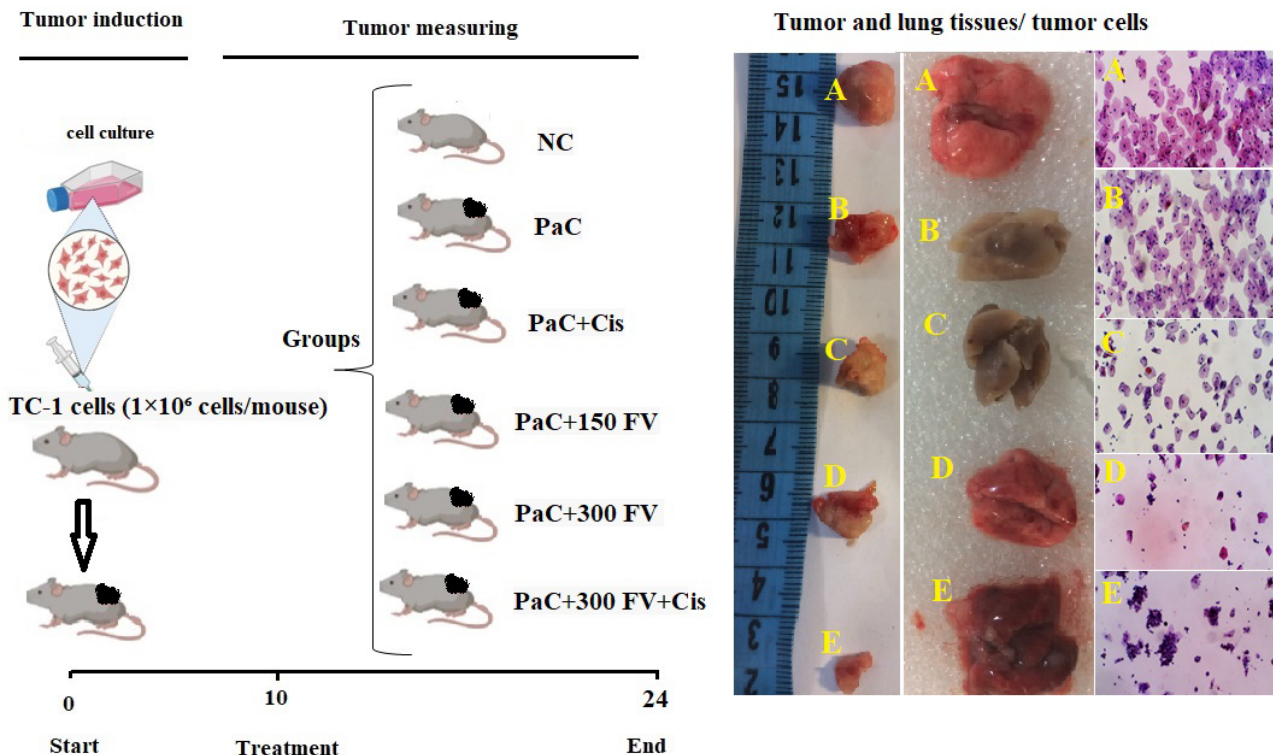 Tumor induction
Tumor measuring
cell culture
TC-1 cells (1×10⁶ cells/mouse)
Groups
NC
PaC
PaC+Cis
PaC+150 FV
PaC+300 FV
PaC+300 FV+Cis
0
10
24
Start
Treatment
End
Tumor and lung tissues/ tumor cells
15
14
13
12
11
10
9
8
7
6
5
4
3
2
A
B
C
D
E
A
B
C
D
E
A
B
C
D
E